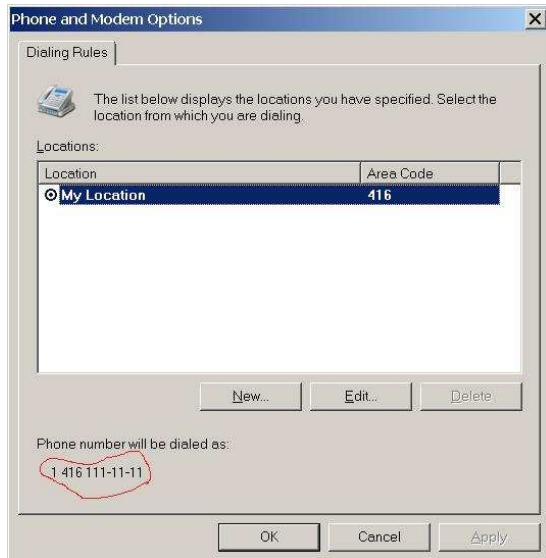 Phone and Modem Options
Dialing Rules
The list below displays the locations you have specified. Select the
location from which you are dialing.
Locations:
Location Area Code
My Location 416
New... Edit... Delete
Phone number will be dialed as:
1 416 111-11-11
OK Cancel Apply